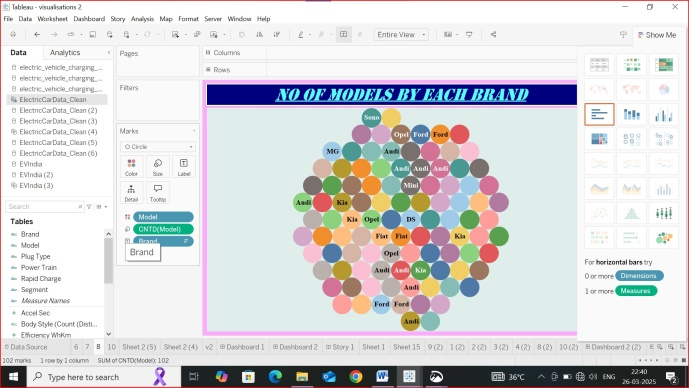 Tableau - visualisations 2
File Data Worksheet Dashboard Story Analysis Map Format Server Window Help
Entire View
Show Me
Data Analytics
Pages
Columns
Rows
electric_vehicle_charging_...
electric_vehicle_charging_...
ElectricCarData_Clean
ElectricCarData_Clean (2)
ElectricCarData_Clean (3)
ElectricCarData_Clean (4)
ElectricCarData_Clean (5)
ElectricCarData_Clean (6)
EVIndia
EVIndia (2)
EVIndia (3)
Search
Tables
Brand
Model
Plug Type
Power Train
Rapid Charge
Segment
Measure Names
Accel Sec
Body Style (Count (Disti...
Efficiency WhKm
Filters
Marks
Circle
Color Size Label
Detail Tooltip
Model
CNTD(Model)
Brand
Brand
NO OF MODELS BY EACH BRAND
Sono
Opel Ford Ford
MG Audi
Audi Audi Audi
Mini
Audi Kia
Kia Opel DS
Fiat Fiat Kia
Audi
Audi Audi Kia
Audi
Ford Ford
Audi
For horizontal bars try
0 or more Dimensions
1 or more Measures
Data Source 6 7 8 10 Sheet 2 (5) Sheet 2 (4) v2 Dashboard 1 Dashboard 2 Story 1 Sheet 1 Sheet 15 9 (2) 1 (2) 2 (2) 3 (2) 4 (2) 8 (2) 10 (2) Dashboard 2 (2)
102 marks 1 row by 1 column SUM of CNTD(Model): 102
Type here to search
36°C
ENG
22:40
26-03-2025